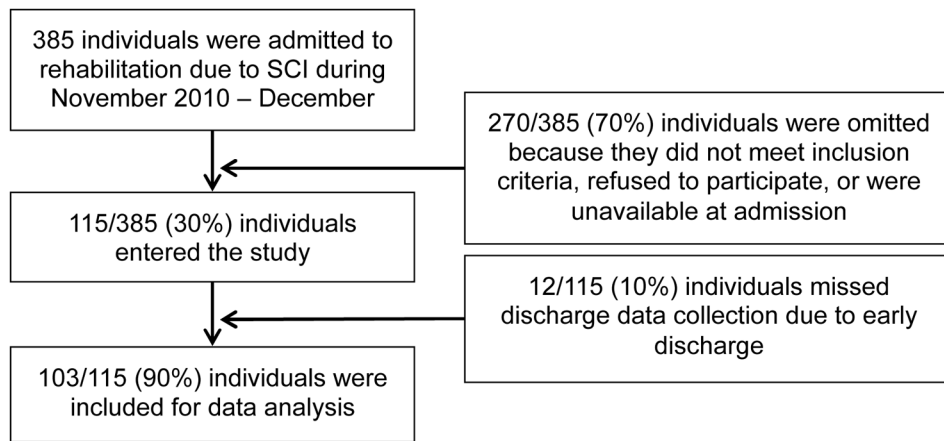 385 individuals were admitted to
rehabilitation due to SCI during
November 2010 – December
270/385 (70%) individuals were omitted
because they did not meet inclusion
criteria, refused to participate, or were
unavailable at admission
115/385 (30%) individuals
entered the study
12/115 (10%) individuals missed
discharge data collection due to early
discharge
103/115 (90%) individuals were
included for data analysis